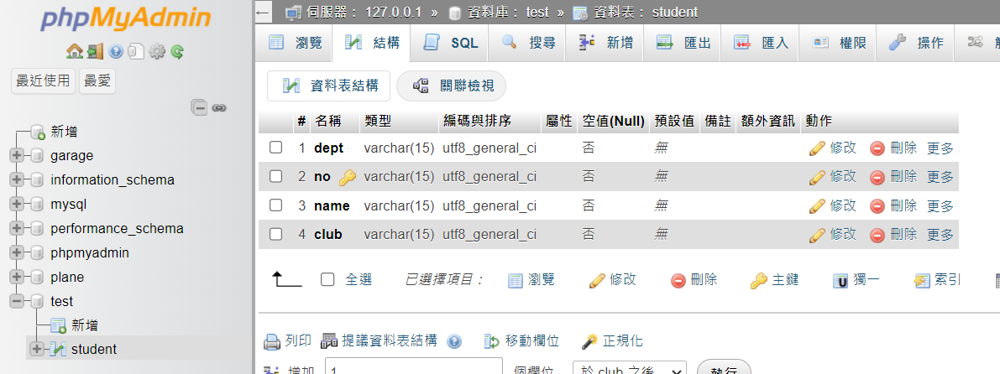 phpMyAdmin
最近使用 最愛
新增
garage
information_schema
mysql
performance_schema
phpmyadmin
plane
test
新增
student
← 伺服器： 127.0.0.1 » 資料庫： test » 資料表： student
瀏覽 結構 SQL 搜尋 新增 匯出 匯入 權限 操作
資料表結構 關聯檢視
# 名稱 類型 編碼與排序 屬性 空值(Null) 預設值 備註 額外資訊 動作
1 dept varchar(15) utf8_general_ci 否 無 修改 刪除 更多
2 no varchar(15) utf8_general_ci 否 無 修改 刪除 更多
3 name varchar(15) utf8_general_ci 否 無 修改 刪除 更多
4 club varchar(15) utf8_general_ci 否 無 修改 刪除 更多
全選 已選擇項目： 瀏覽 修改 刪除 主鍵 獨一 索引
列印 提議資料表結構 移動欄位 正規化
增加 1 個欄位 於 club 之後 執行